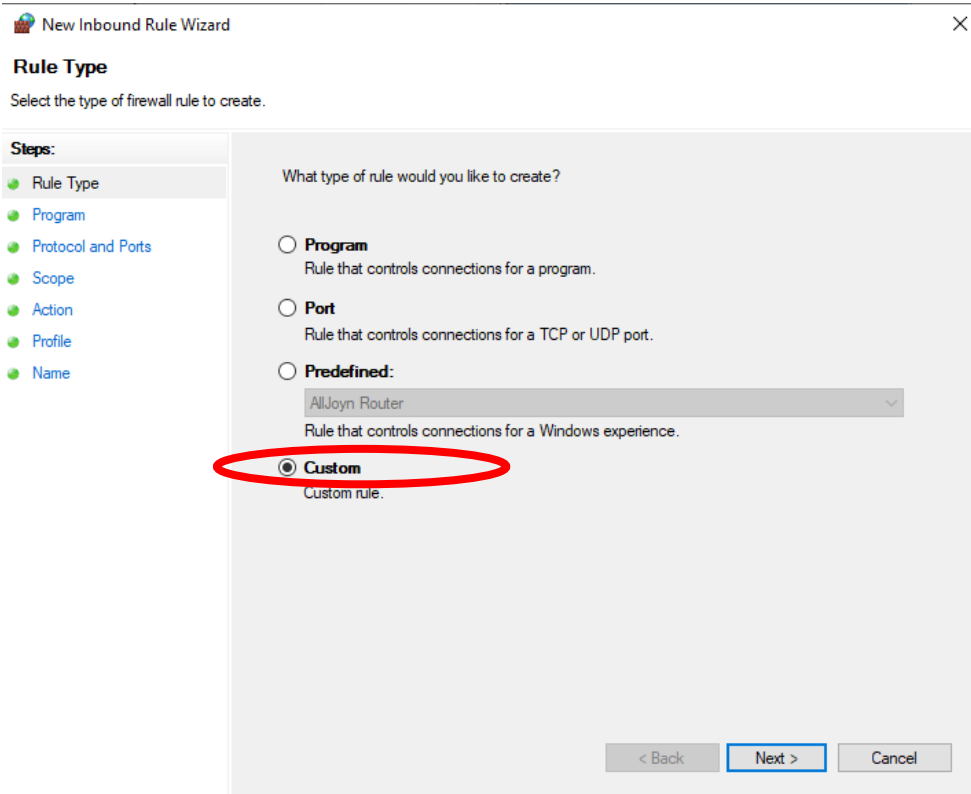 New Inbound Rule Wizard
Rule Type
Select the type of firewall rule to create.
Steps:
Rule Type
Program
Protocol and Ports
Scope
Action
Profile
Name
What type of rule would you like to create?
Program
Rule that controls connections for a program.
Port
Rule that controls connections for a TCP or UDP port.
Predefined:
AllJoyn Router
Rule that controls connections for a Windows experience.
Custom
Custom rule.
< Back
Next >
Cancel